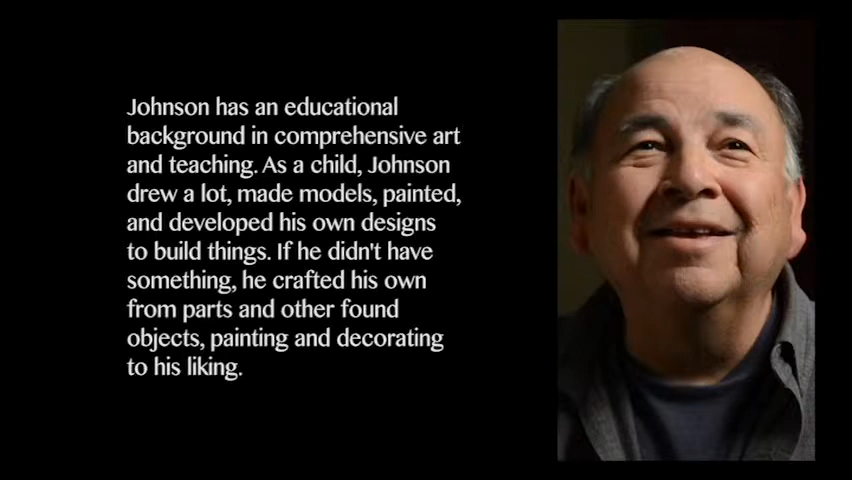 Johnson has an educational
background in comprehensive art
and teaching. As a child, Johnson
drew a lot, made models, painted,
and developed his own designs
to build things. If he didn't have
something, he crafted his own
from parts and other found
objects, painting and decorating
to his liking.